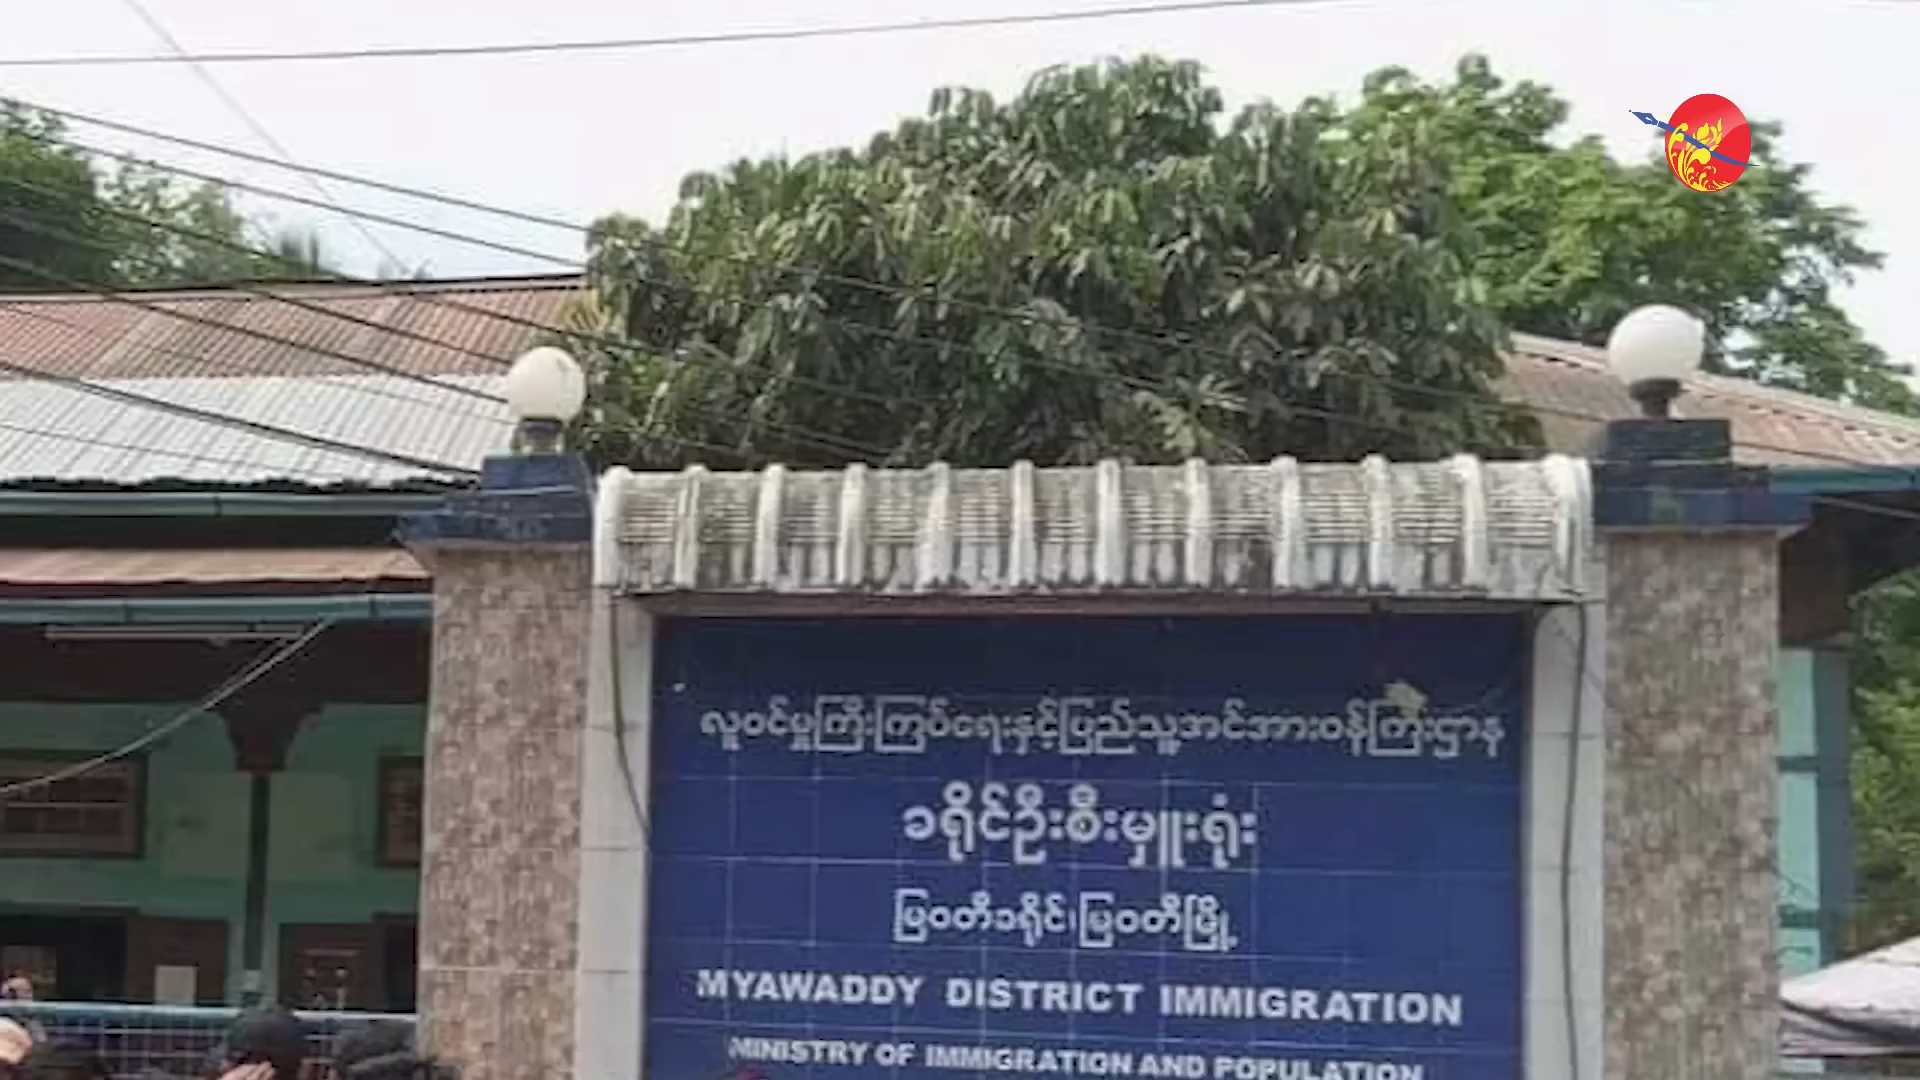 လူဝင်မှုကြီးကြပ်ရေးနှင့်ပြည်သူ့အင်အားဝန်ကြီးဌာန
ခရိုင်ဦးစီးမှူးရုံး
မြဝတီခရိုင်၊မြဝတီမြို့
MYAWADDY DISTRICT IMMIGRATION
MINISTRY OF IMMIGRATION AND POPULATION